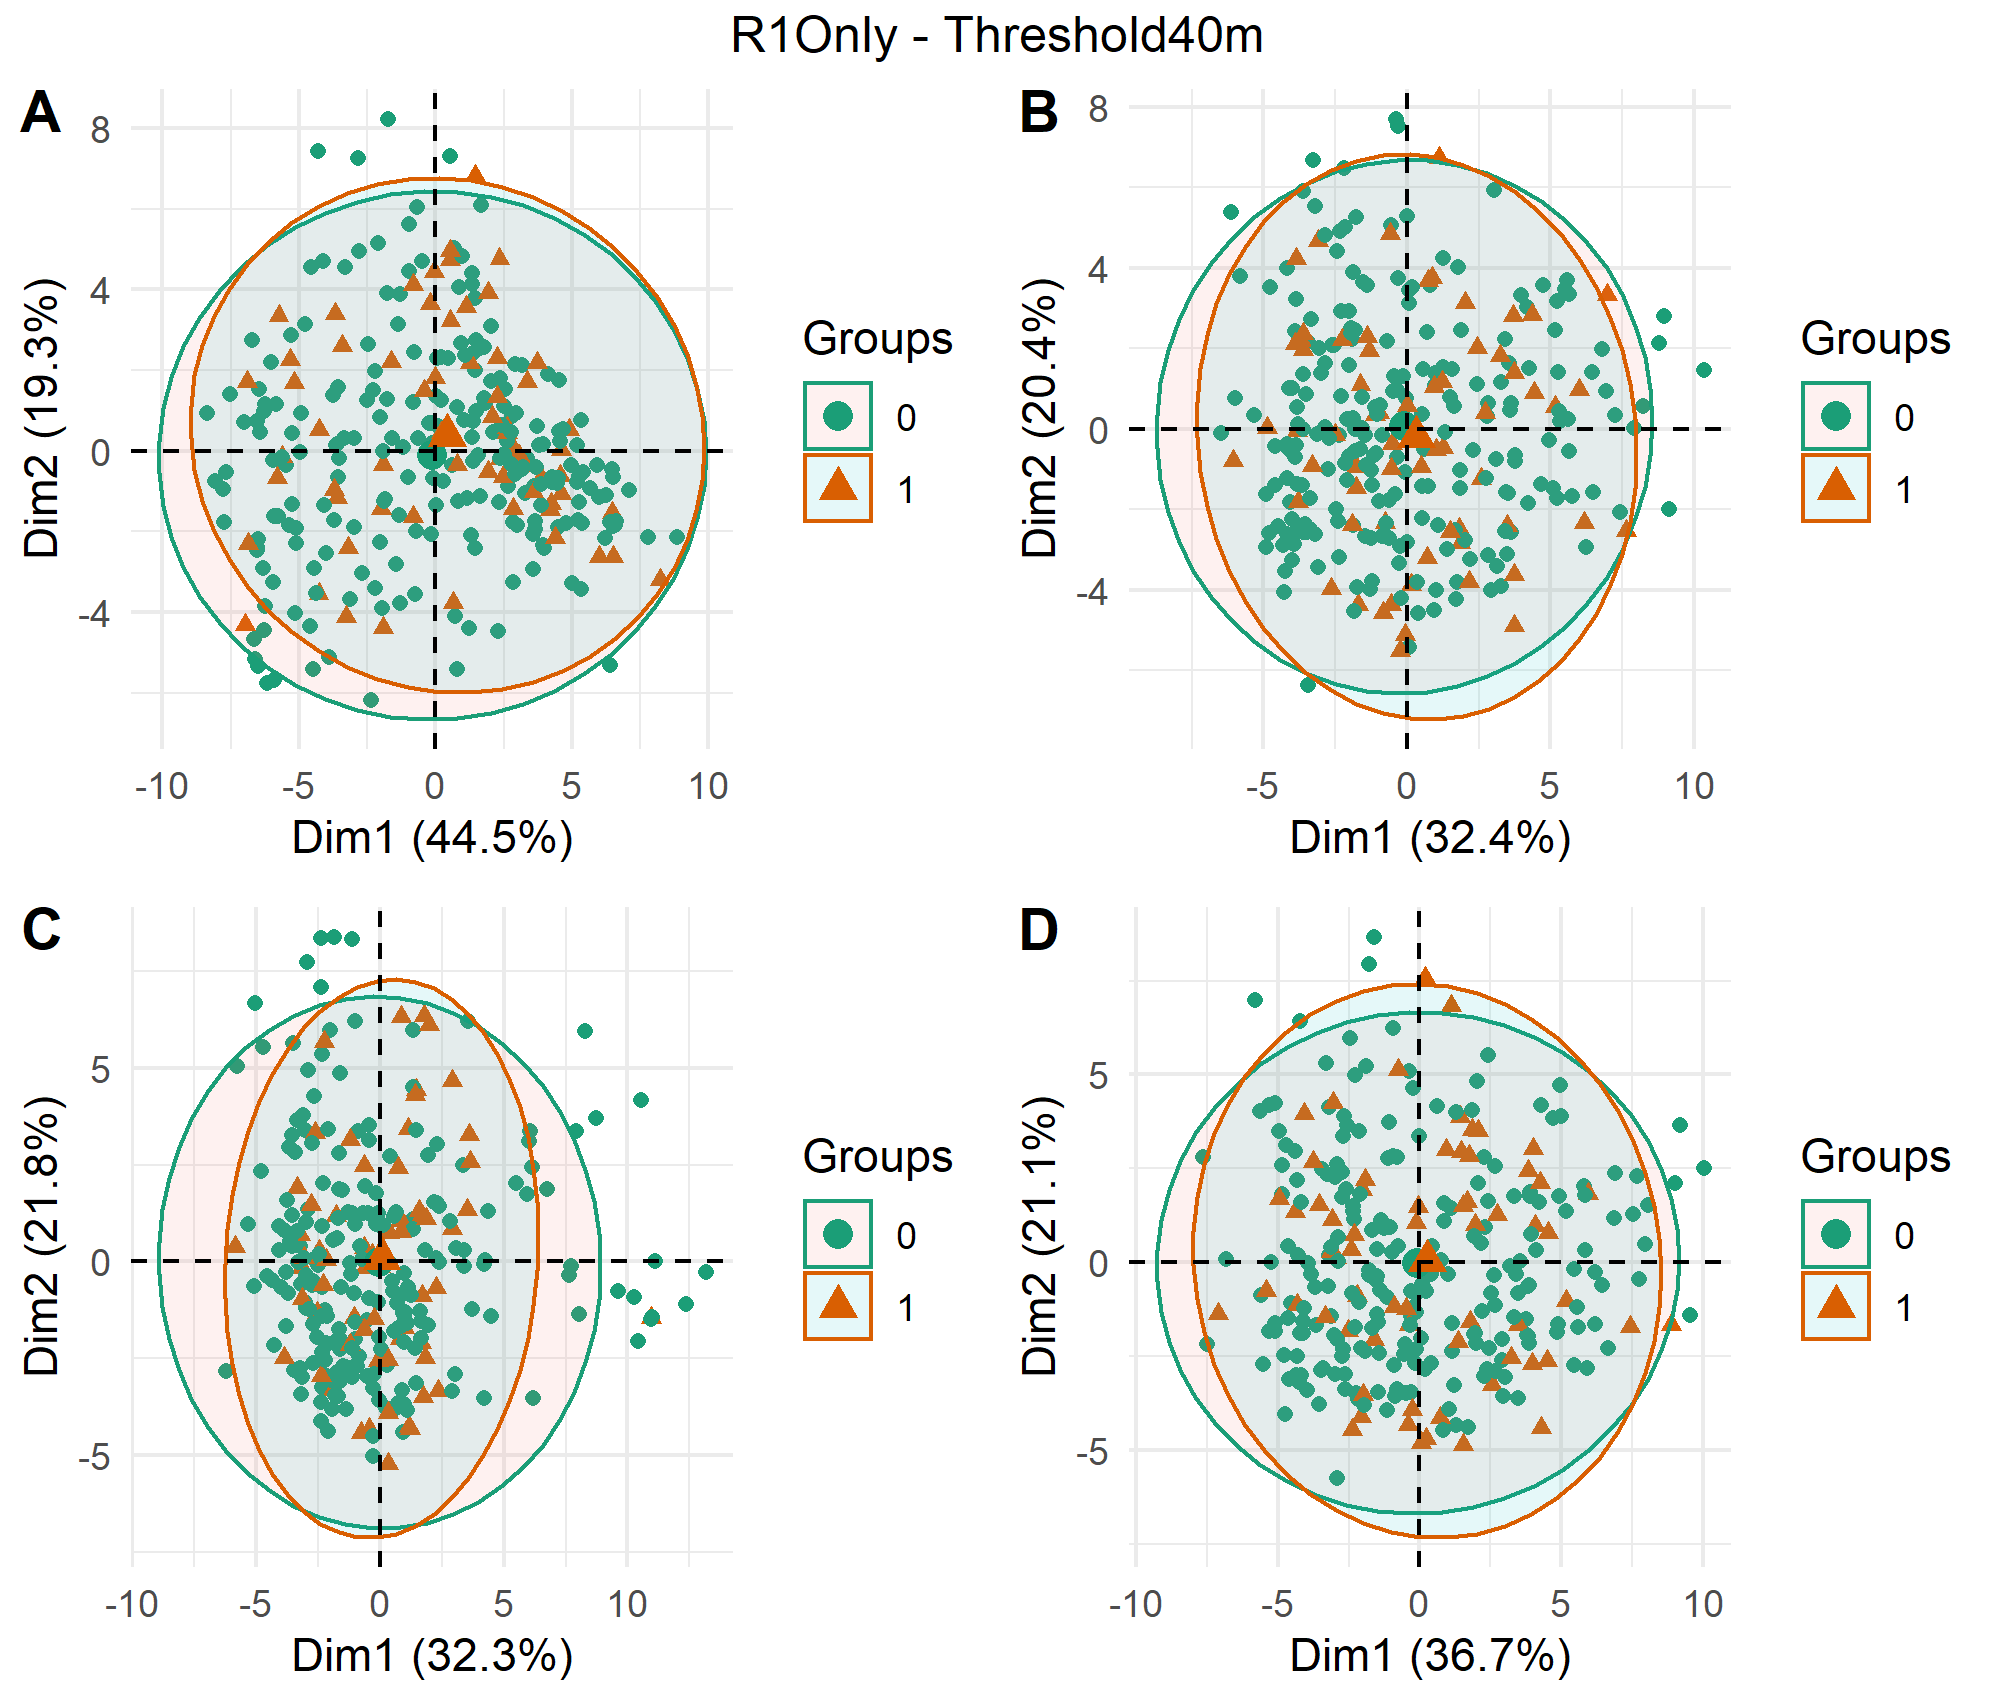 R1Only - Threshold40m
A
8
4
0
-4
Dim2 (19.3%)
-10 -5 0 5 10
Dim1 (44.5%)
Groups
0
1
B
8
4
0
-4
Dim2 (20.4%)
-5 0 5 10
Dim1 (32.4%)
Groups
0
1
C
5
0
-5
Dim2 (21.8%)
-10 -5 0 5 10
Dim1 (32.3%)
Groups
0
1
D
5
0
-5
Dim2 (21.1%)
-10 -5 0 5 10
Dim1 (36.7%)
Groups
0
1